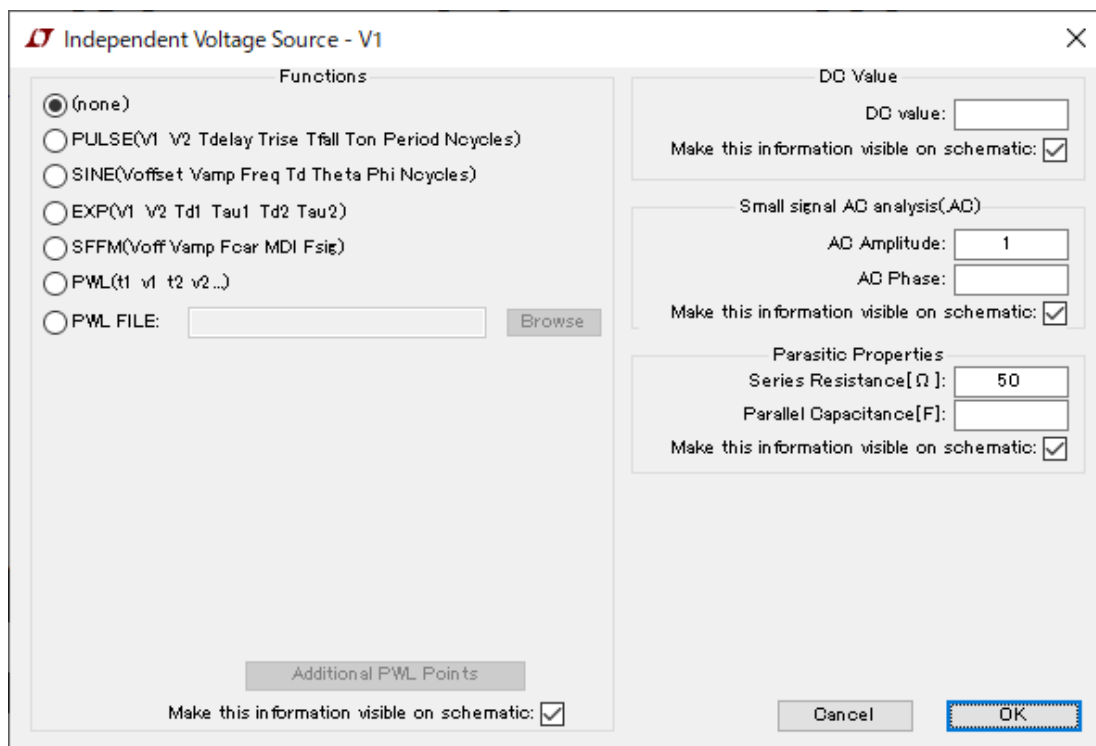 Independent Voltage Source - V1
Functions
(none)
PULSE(V1 V2 Tdelay Trise Tfall Ton Period Ncycles)
SINE(Voffset Vamp Freq Td Theta Phi Ncycles)
EXP(V1 V2 Td1 Tau1 Td2 Tau2)
SFFM(Voff Vamp Fcar MDI Fsig)
PWL(t1 v1 t2 v2...)
PWL FILE:
Browse
Additional PWL Points
Make this information visible on schematic:
DC Value
DC value:
Make this information visible on schematic:
Small signal AC analysis(.AC)
AC Amplitude: 1
AC Phase:
Make this information visible on schematic:
Parasitic Properties
Series Resistance[Ω]: 50
Parallel Capacitance[F]:
Make this information visible on schematic:
Cancel
OK